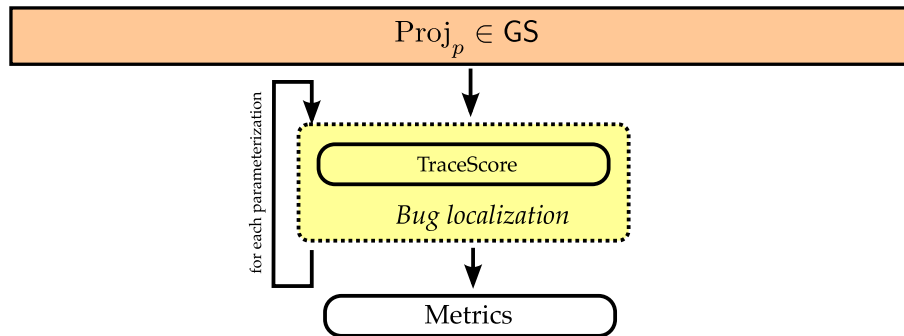 Proj_p ∈ GS
for each parameterization
TraceScore
Bug localization
Metrics